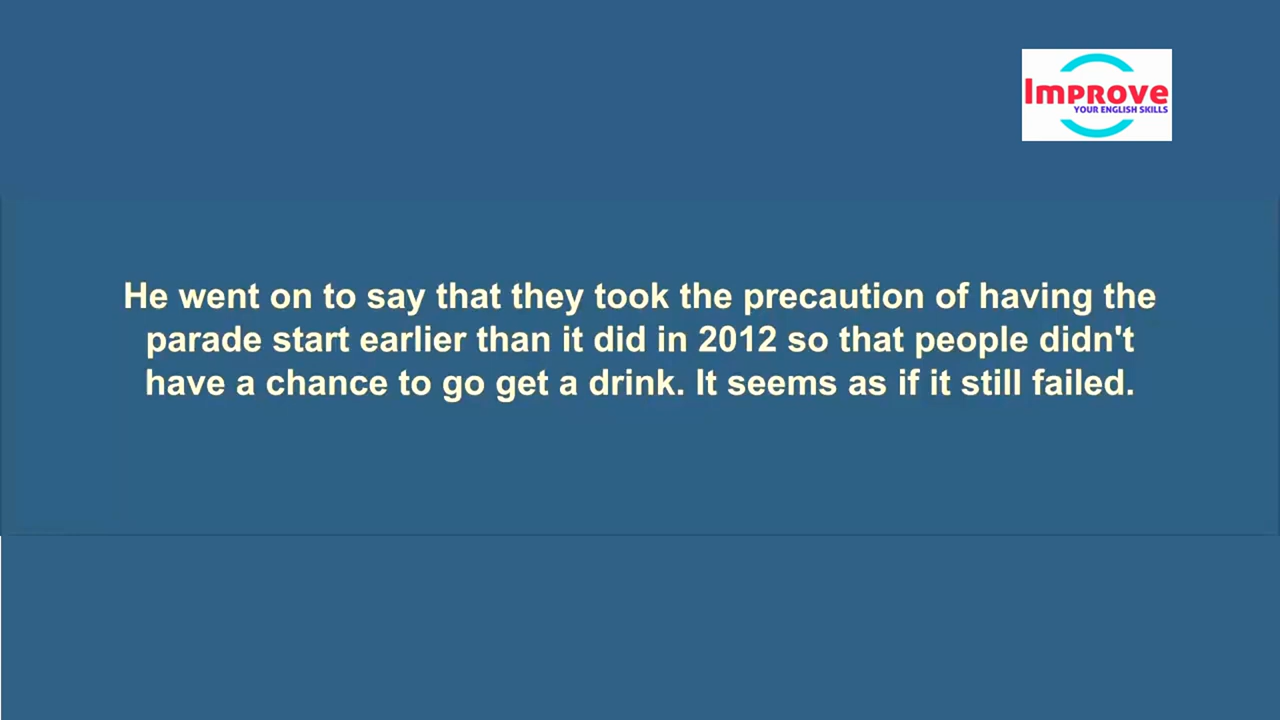 Improve
YOUR ENGLISH SKILLS
He went on to say that they took the precaution of having the
parade start earlier than it did in 2012 so that people didn't
have a chance to go get a drink. It seems as if it still failed.